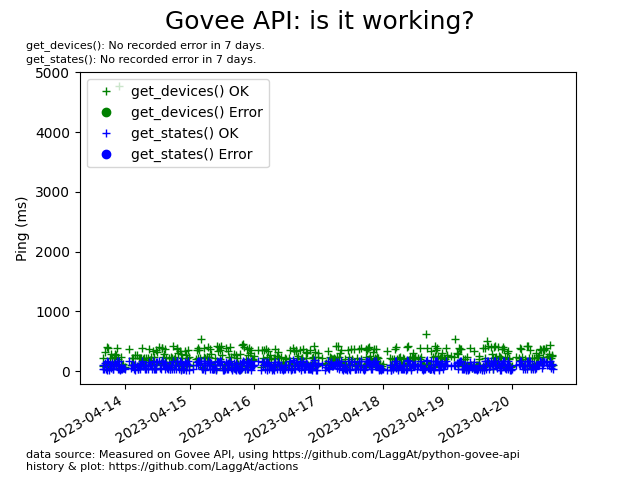 Govee API: is it working?
get_devices(): No recorded error in 7 days.
get_states(): No recorded error in 7 days.
5000
4000
3000
2000
1000
0
Ping (ms)
get_devices() OK
get_devices() Error
get_states() OK
get_states() Error
2023-04-14
2023-04-15
2023-04-16
2023-04-17
2023-04-18
2023-04-19
2023-04-20
data source: Measured on Govee API, using https://github.com/LaggAt/python-govee-api
history & plot: https://github.com/LaggAt/actions